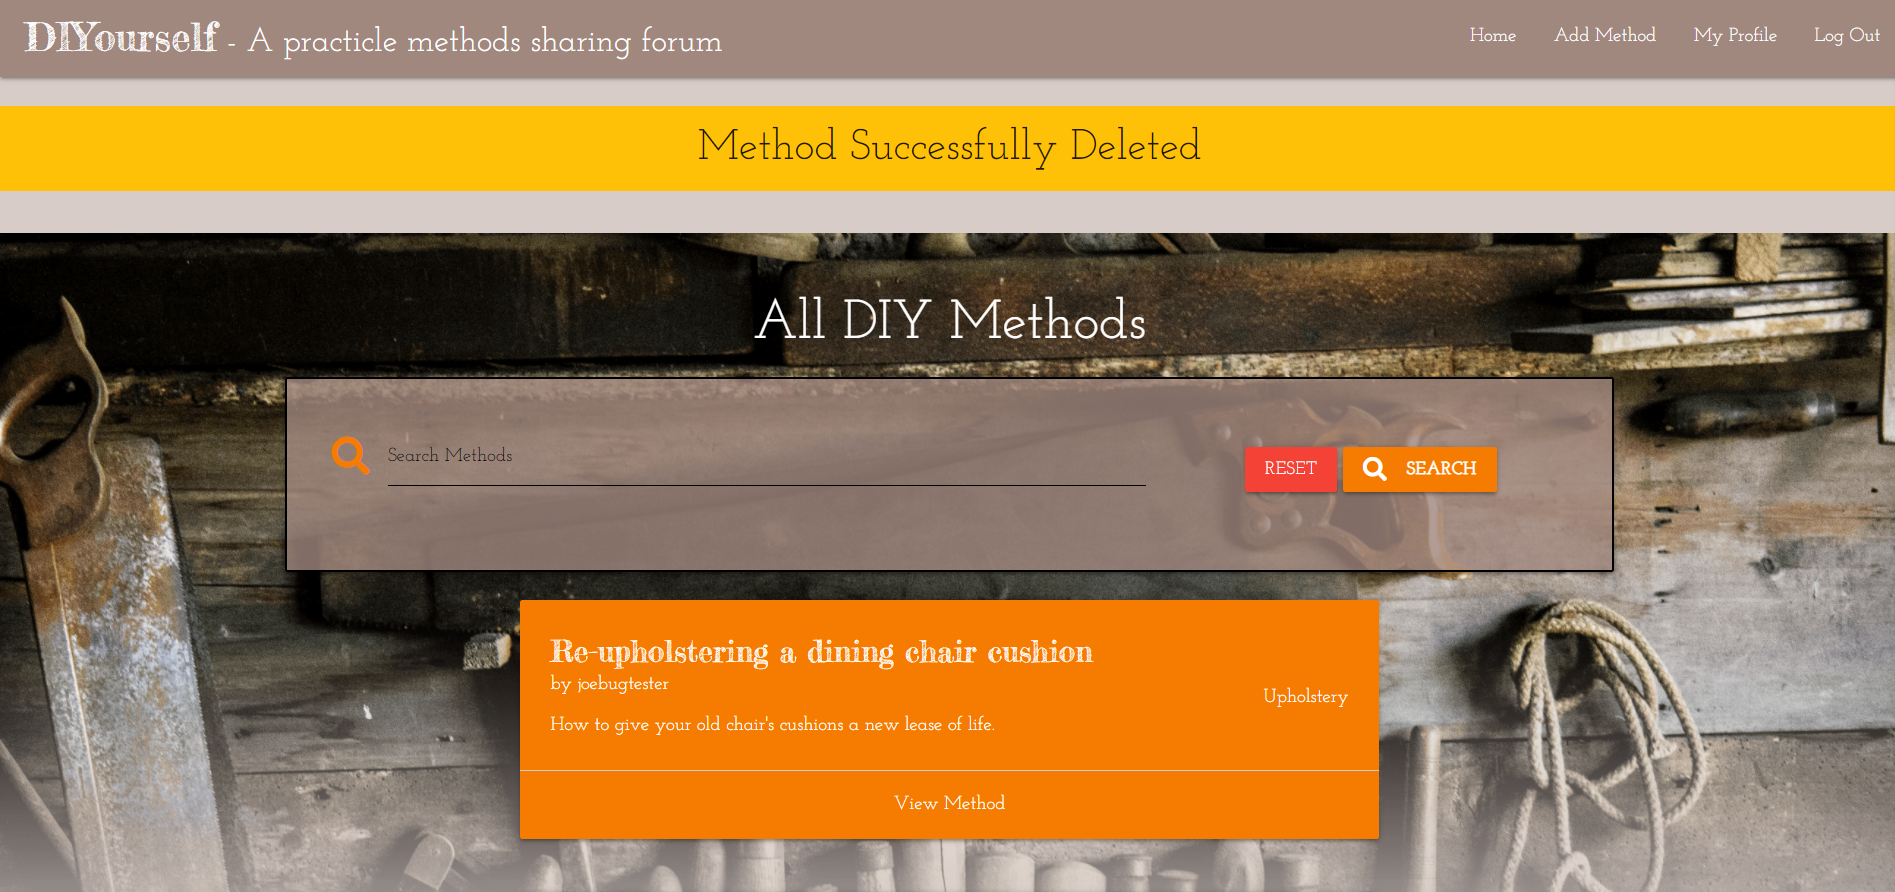 DIYourself - A practicle methods sharing forum
Home Add Method My Profile Log Out
Method Successfully Deleted
All DIY Methods
Search Methods
RESET SEARCH
Re-upholstering a dining chair cushion
by joebugtester
Upholstery
How to give your old chair's cushions a new lease of life.
View Method